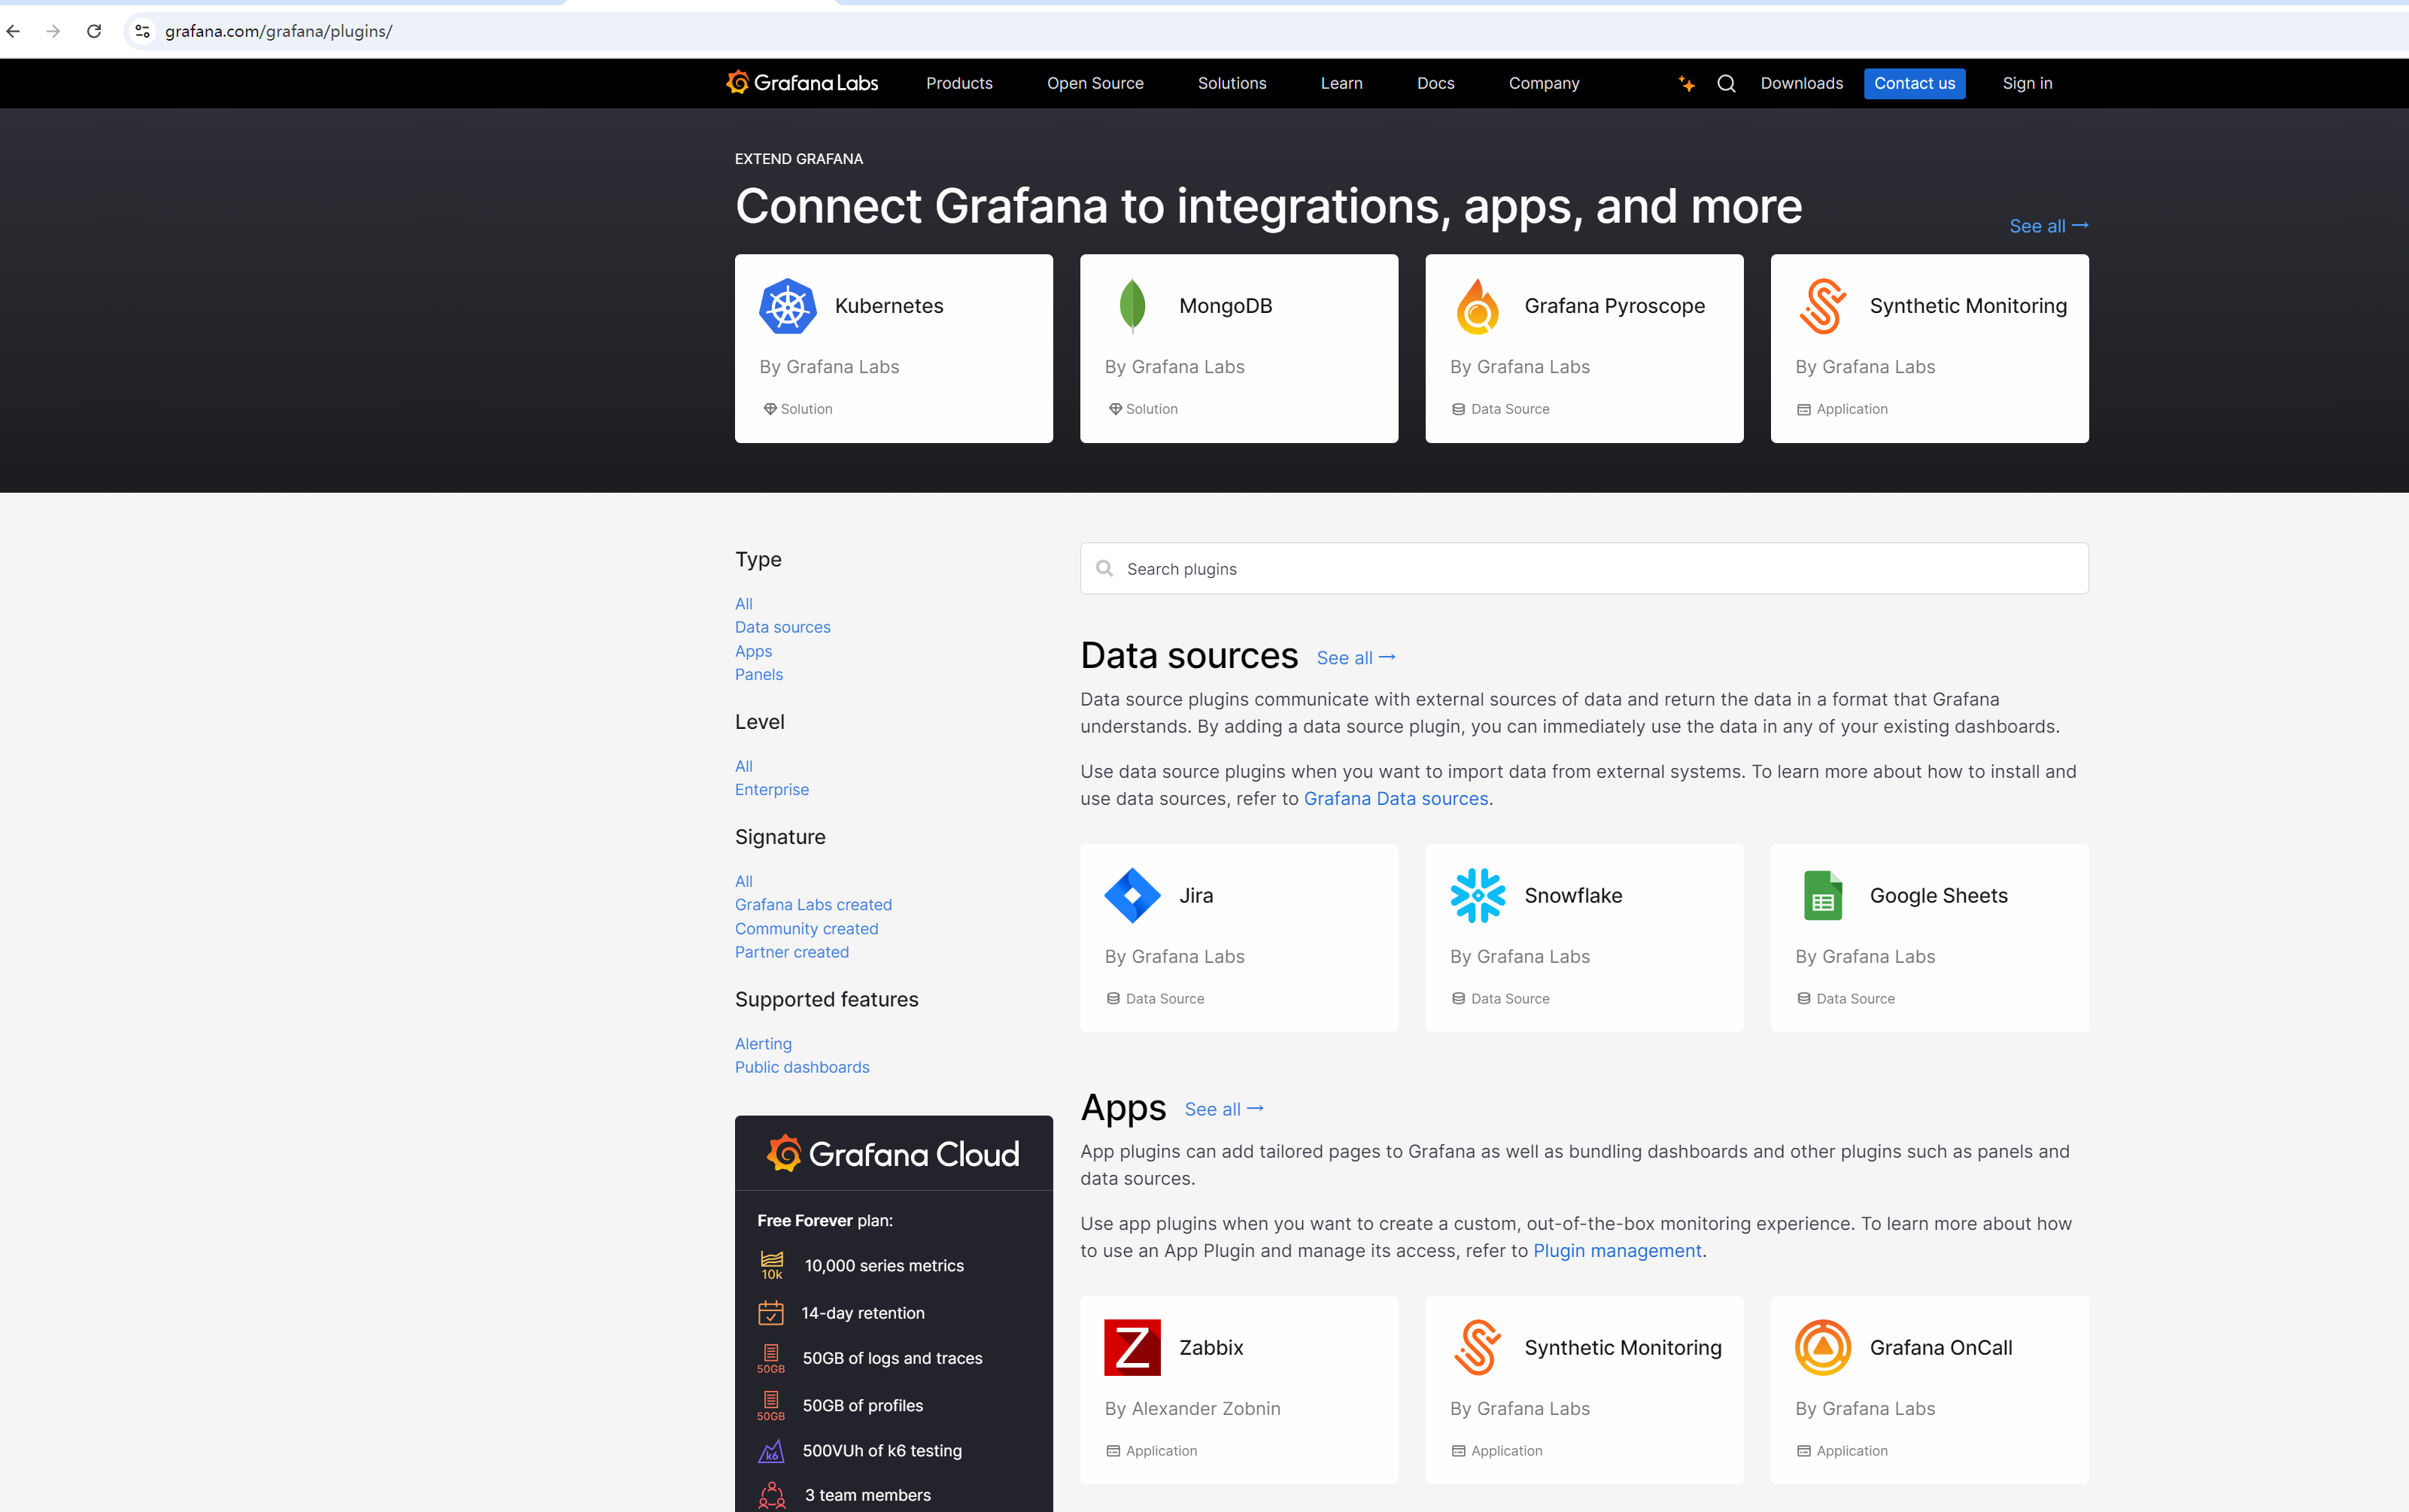 grafana.com/grafana/plugins/
Grafana Labs
Products
Open Source
Solutions
Learn
Docs
Company
Downloads
Contact us
Sign in
EXTEND GRAFANA
Connect Grafana to integrations, apps, and more
See all →
Kubernetes
By Grafana Labs
Solution
MongoDB
By Grafana Labs
Solution
Grafana Pyroscope
By Grafana Labs
Data Source
Synthetic Monitoring
By Grafana Labs
Application
Type
All
Data sources
Apps
Panels
Level
All
Enterprise
Signature
All
Grafana Labs created
Community created
Partner created
Supported features
Alerting
Public dashboards
Grafana Cloud
Free Forever plan:
10k
10,000 series metrics
14-day retention
50GB
50GB of logs and traces
50GB
50GB of profiles
k6
500VUh of k6 testing
3 team members
Search plugins
Data sources
See all →
Data source plugins communicate with external sources of data and return the data in a format that Grafana
understands. By adding a data source plugin, you can immediately use the data in any of your existing dashboards.
Use data source plugins when you want to import data from external systems. To learn more about how to install and
use data sources, refer to Grafana Data sources.
Jira
By Grafana Labs
Data Source
Snowflake
By Grafana Labs
Data Source
Google Sheets
By Grafana Labs
Data Source
Apps
See all →
App plugins can add tailored pages to Grafana as well as bundling dashboards and other plugins such as panels and
data sources.
Use app plugins when you want to create a custom, out-of-the-box monitoring experience. To learn more about how
to use an App Plugin and manage its access, refer to Plugin management.
Z
Zabbix
By Alexander Zobnin
Application
Synthetic Monitoring
By Grafana Labs
Application
Grafana OnCall
By Grafana Labs
Application